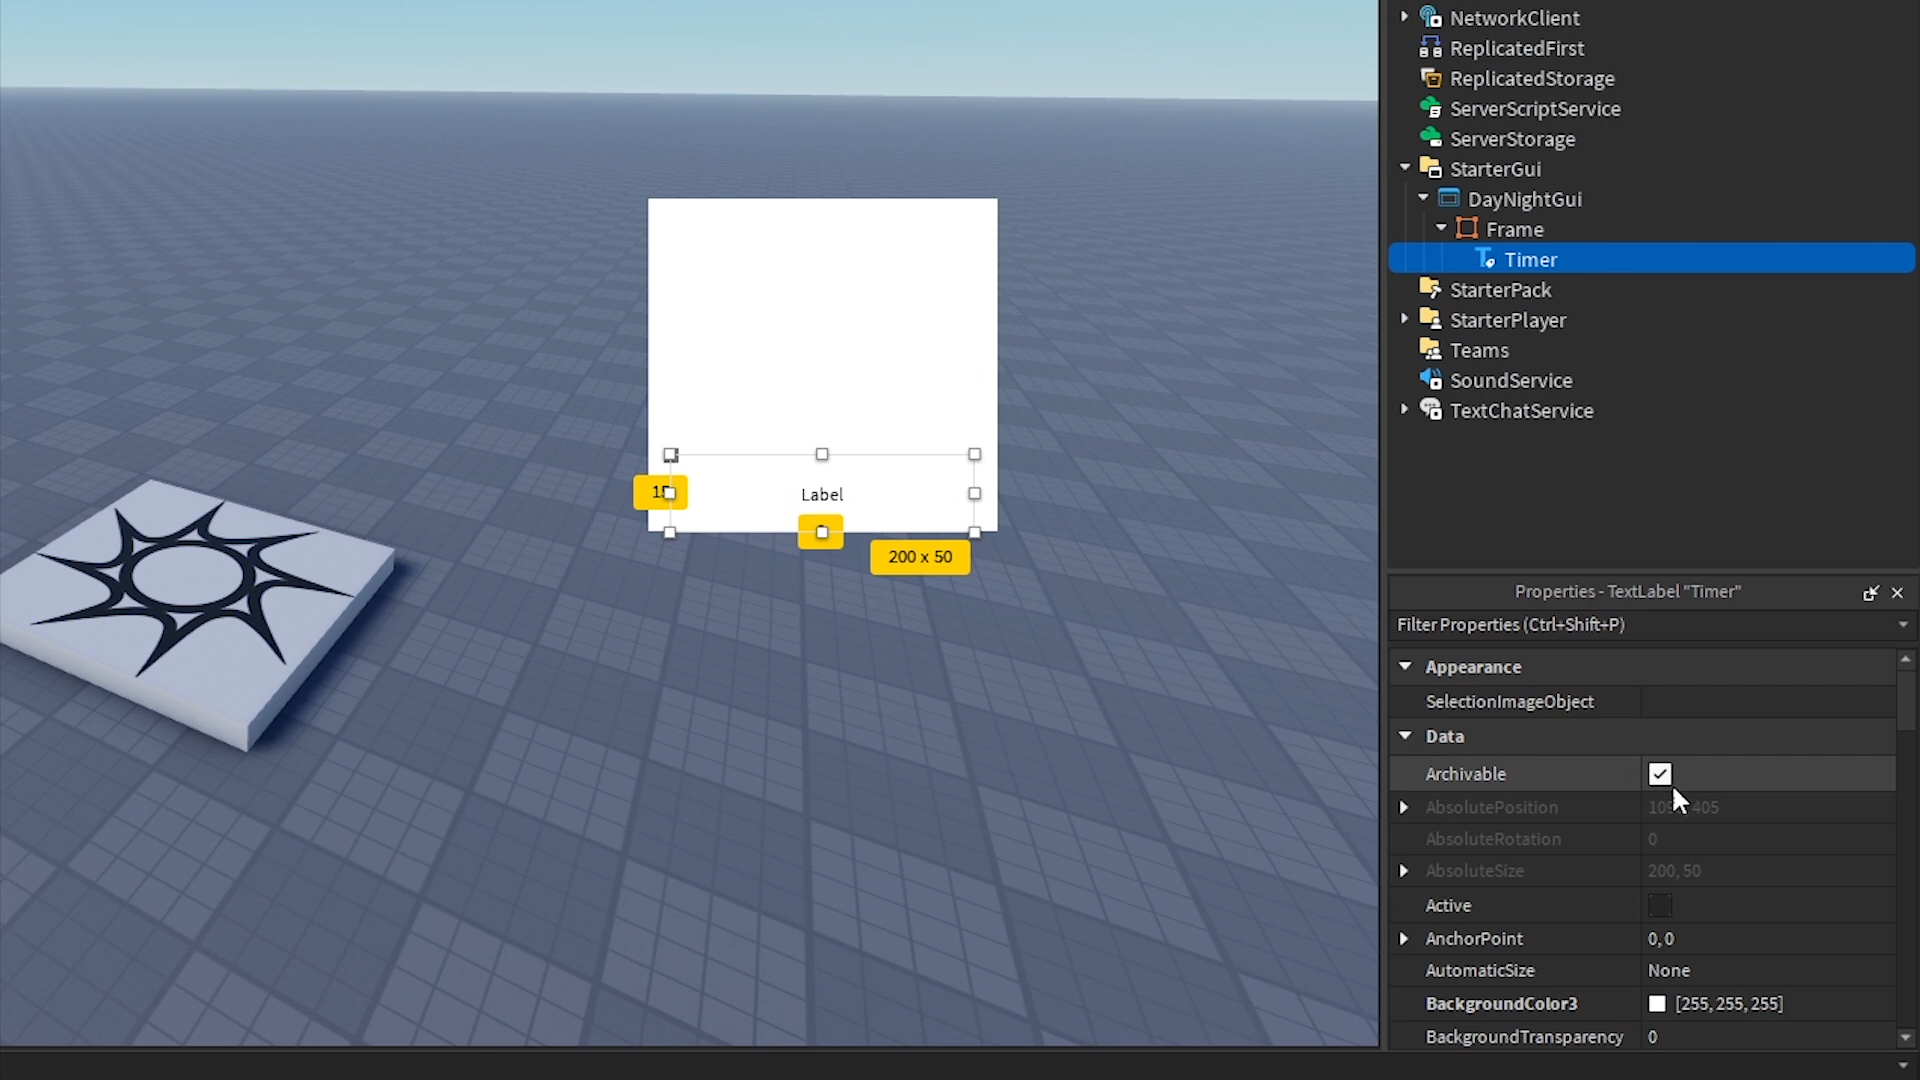 NetworkClient
ReplicatedFirst
ReplicatedStorage
ServerScriptService
ServerStorage
StarterGui
DayNightGui
Frame
Timer
StarterPack
StarterPlayer
Teams
SoundService
TextChatService
Label
200 x 50
Properties - TextLabel "Timer"
Filter Properties (Ctrl+Shift+P)
Appearance
SelectionImageObject
Data
Archivable
AbsolutePosition 405
AbsoluteRotation 0
AbsoluteSize 200, 50
Active
AnchorPoint 0, 0
AutomaticSize None
BackgroundColor3 [255, 255, 255]
BackgroundTransparency 0